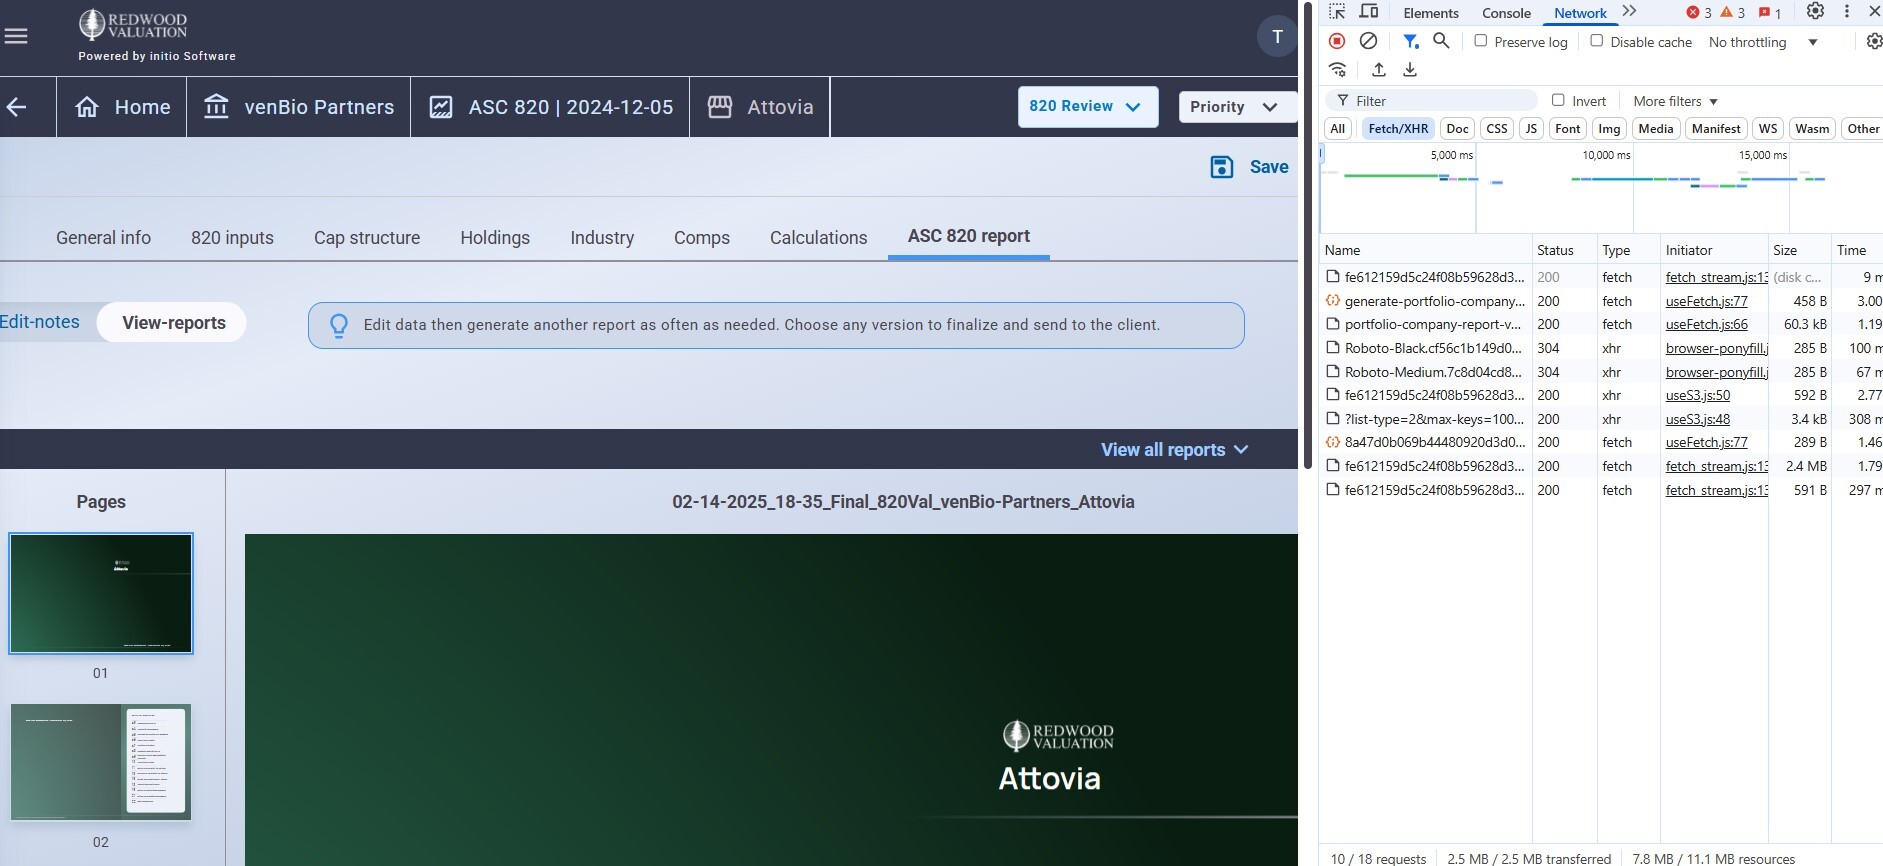 REDWOOD
VALUATION
Powered by initio Software
T
Home
venBio Partners
ASC 820 | 2024-12-05
Attovia
820 Review
Priority
Save
General info
820 inputs
Cap structure
Holdings
Industry
Comps
Calculations
ASC 820 report
Edit-notes
View-reports
Edit data then generate another report as often as needed. Choose any version to finalize and send to the client.
View all reports
Pages
02-14-2025_18-35_Final_820Val_venBio-Partners_Attovia
01
02
REDWOOD
VALUATION
Attovia
Elements
Console
Network
3
3
1
Preserve log
Disable cache
No throttling
Filter
Invert
More filters
All
Fetch/XHR
Doc
CSS
JS
Font
Img
Media
Manifest
WS
Wasm
Other
5,000 ms
10,000 ms
15,000 ms
Name Status Type Initiator Size Time
fe612159d5c24f08b59628d3... 200 fetch fetch_stream.js:13 (disk c... 9 m
generate-portfolio-company... 200 fetch useFetch.js:77 458 B 3.00
portfolio-company-report-v... 200 fetch useFetch.js:66 60.3 kB 1.19
Roboto-Black.cf56c1b149d0... 304 xhr browser-ponyfill.j 285 B 100 m
Roboto-Medium.7c8d04cd8... 304 xhr browser-ponyfill.j 285 B 67 m
fe612159d5c24f08b59628d3... 200 xhr useS3.js:50 592 B 2.77
?list-type=2&max-keys=100... 200 xhr useS3.js:48 3.4 kB 308 m
8a47d0b069b44480920d3d0... 200 fetch useFetch.js:77 289 B 1.46
fe612159d5c24f08b59628d3... 200 fetch fetch_stream.js:13 2.4 MB 1.79
fe612159d5c24f08b59628d3... 200 fetch fetch_stream.js:13 591 B 297 m
10 / 18 requests
2.5 MB / 2.5 MB transferred
7.8 MB / 11.1 MB resources